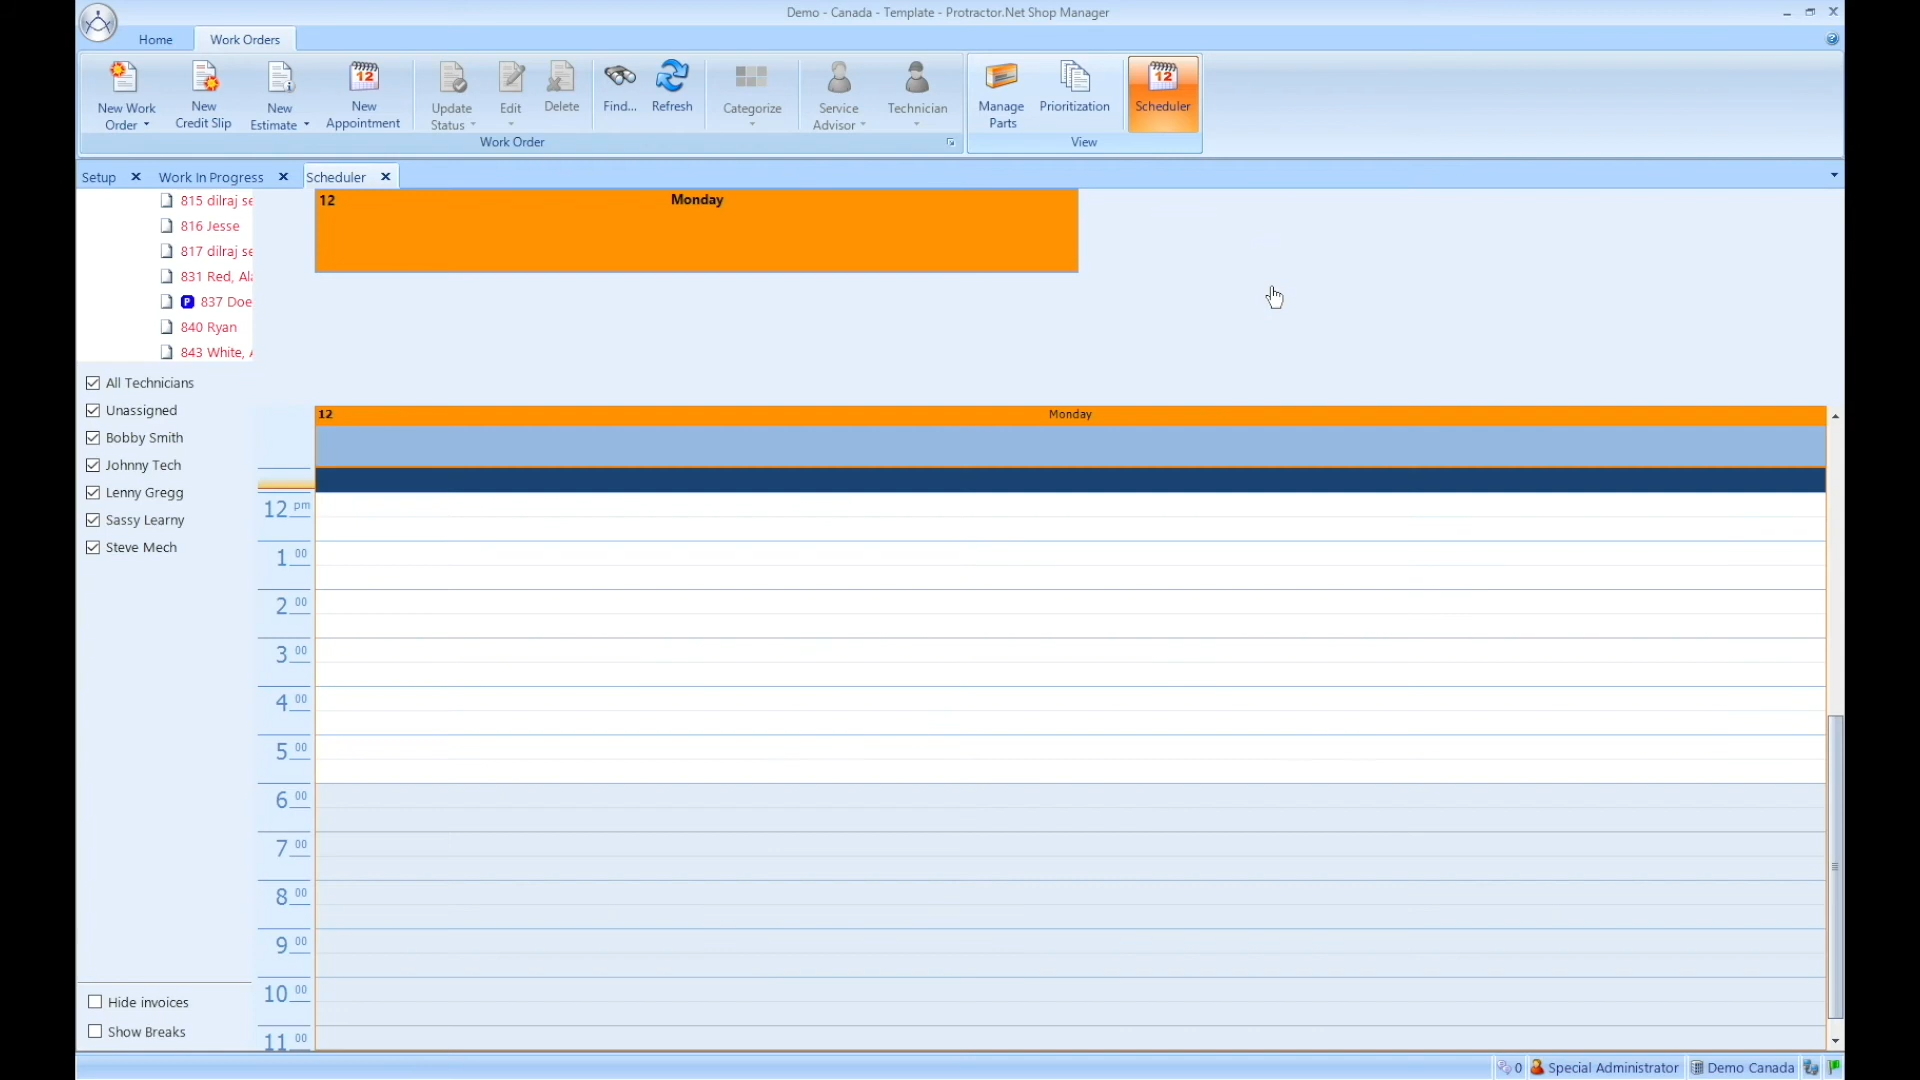 Demo - Canada - Template - Protractor.Net Shop Manager
Home
Work Orders
New Work
Order
New
Credit Slip
New
Estimate
New
Appointment
Update
Status
Edit
Delete
Find...
Refresh
Categorize
Service
Advisor
Technician
Manage
Parts
Prioritization
Scheduler
Work Order
View
Setup
Work In Progress
Scheduler
815 dilraj se
816 Jesse
817 dilraj se
831 Red, Al
P 837 Doe
840 Ryan
843 White,
All Technicians
Unassigned
Bobby Smith
Johnny Tech
Lenny Gregg
Sassy Learny
Steve Mech
Hide invoices
Show Breaks
12 Monday
12 Monday
12 pm
1 00
2 00
3 00
4 00
5 00
6 00
7 00
8 00
9 00
10 00
11 00
0 Special Administrator Demo Canada